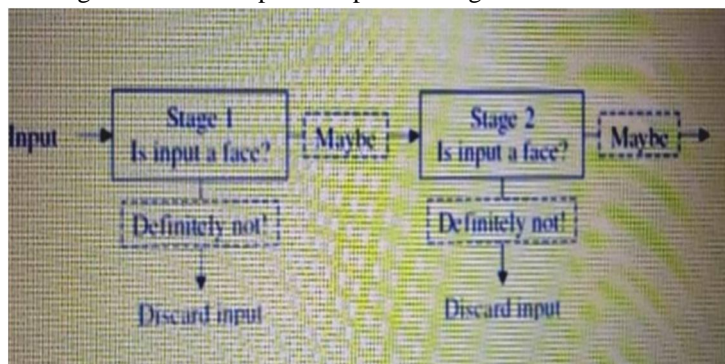 Input
Stage 1
Is input a face?
Maybe
Stage 2
Is input a face?
Maybe
Definitely not!
Definitely not!
Discard input
Discard input